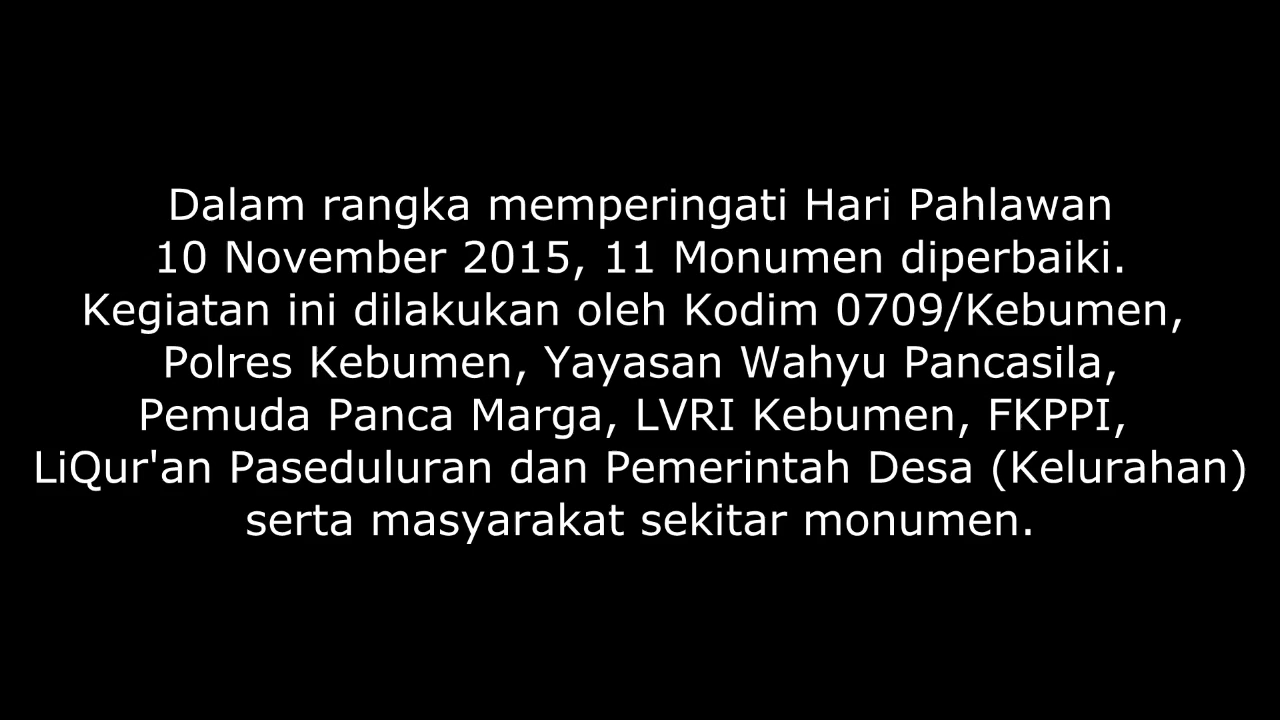 Dalam rangka memperingati Hari Pahlawan
10 November 2015, 11 Monumen diperbaiki.
Kegiatan ini dilakukan oleh Kodim 0709/Kebumen,
Polres Kebumen, Yayasan Wahyu Pancasila,
Pemuda Panca Marga, LVRI Kebumen, FKPPI,
LiQur'an Paseduluran dan Pemerintah Desa (Kelurahan)
serta masyarakat sekitar monumen.